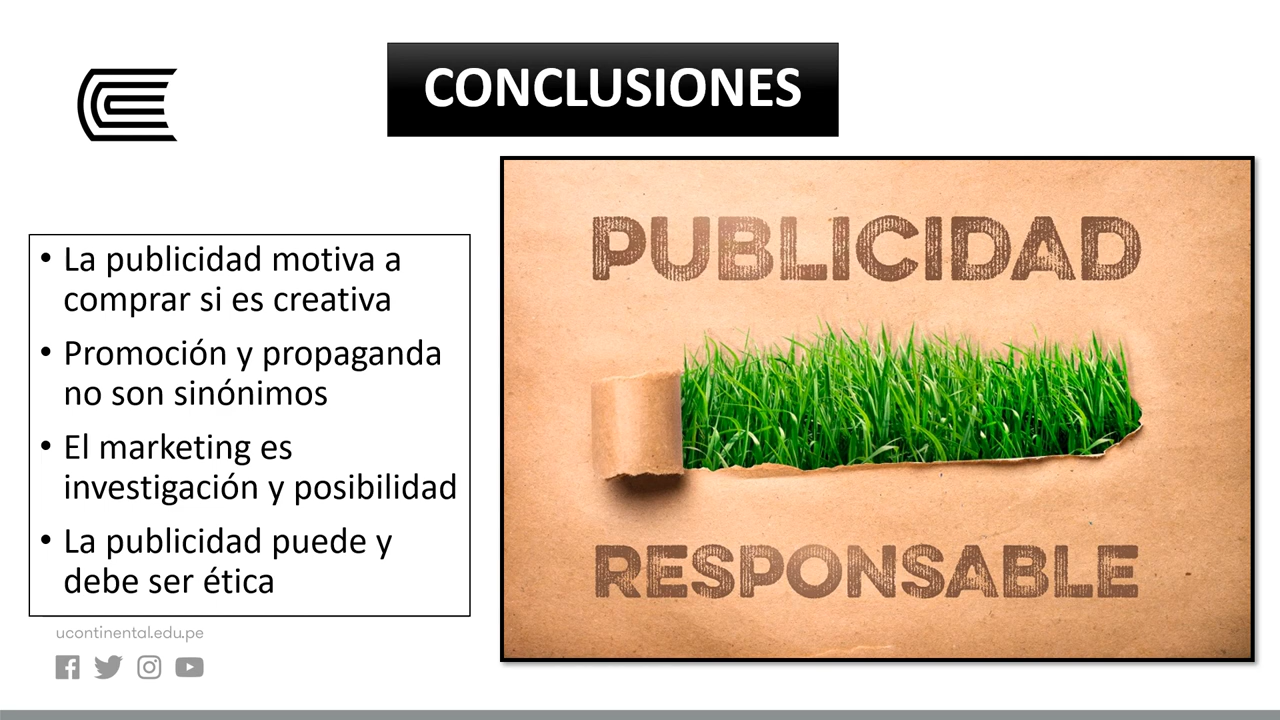 CONCLUSIONES
• La publicidad motiva a
comprar si es creativa
• Promoción y propaganda
no son sinónimos
• El marketing es
investigación y posibilidad
• La publicidad puede y
debe ser ética
PUBLICIDAD
RESPONSABLE
ucontinental.edu.pe